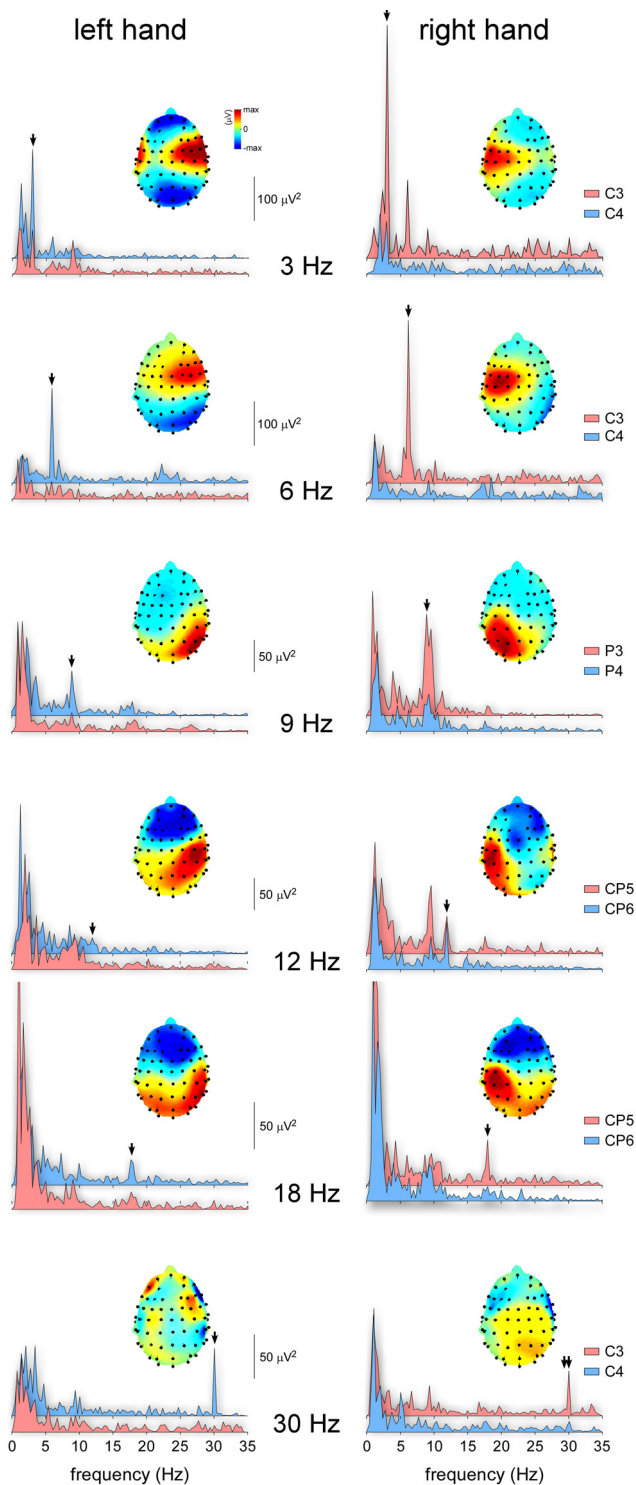 left hand
right hand
(μV)
max
0
-max
100 μV²
C3
C4
3 Hz
100 μV²
C3
C4
6 Hz
50 μV²
P3
P4
9 Hz
50 μV²
CP5
CP6
12 Hz
50 μV²
CP5
CP6
18 Hz
50 μV²
C3
C4
30 Hz
0 5 10 15 20 25 30 35
0 5 10 15 20 25 30 35
frequency (Hz)
frequency (Hz)